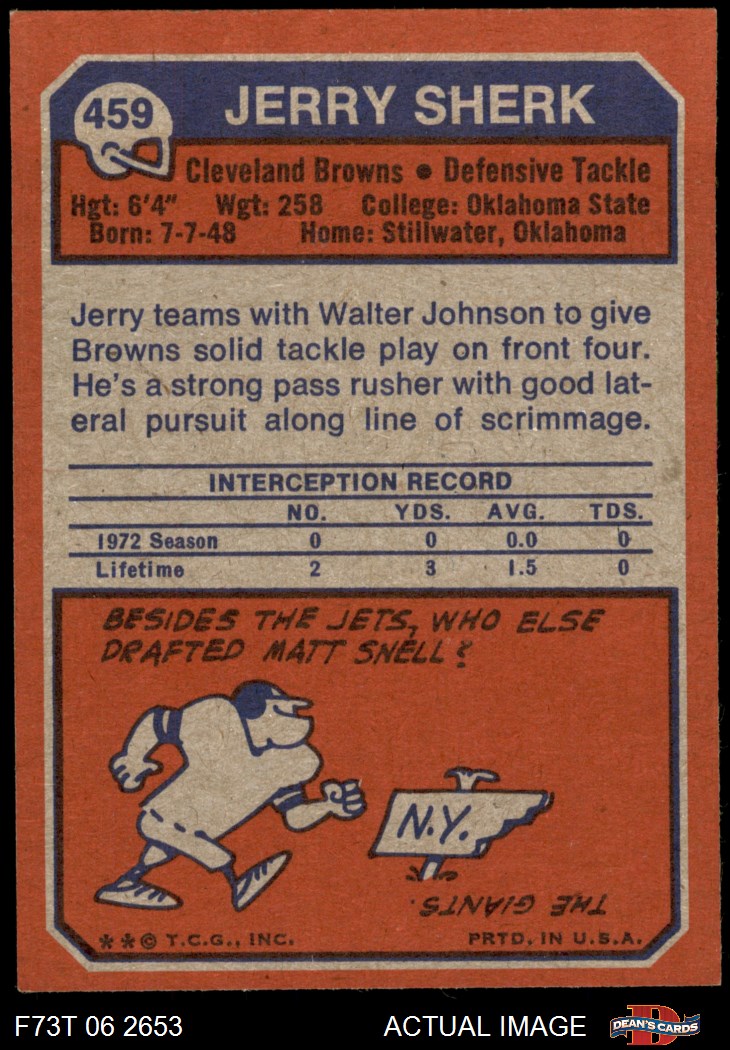 459
JERRY SHERK
Cleveland Browns • Defensive Tackle
Hgt: 6'4" Wgt: 258 College: Oklahoma State
Born: 7-7-48 Home: Stillwater, Oklahoma
Jerry teams with Walter Johnson to give
Browns solid tackle play on front four.
He's a strong pass rusher with good lat-
eral pursuit along line of scrimmage.
INTERCEPTION RECORD
NO. YDS. AVG. TDS.
1972 Season 0 0 0.0 0
Lifetime 2 3 1.5 0
BESIDES THE JETS, WHO ELSE
DRAFTED MATT SNELL?
N.Y.
THE GIANTS.
**© T.C.G., INC. PRTD. IN U.S.A.
F73T 06 2653 ACTUAL IMAGE
D
DEAN'S CARDS